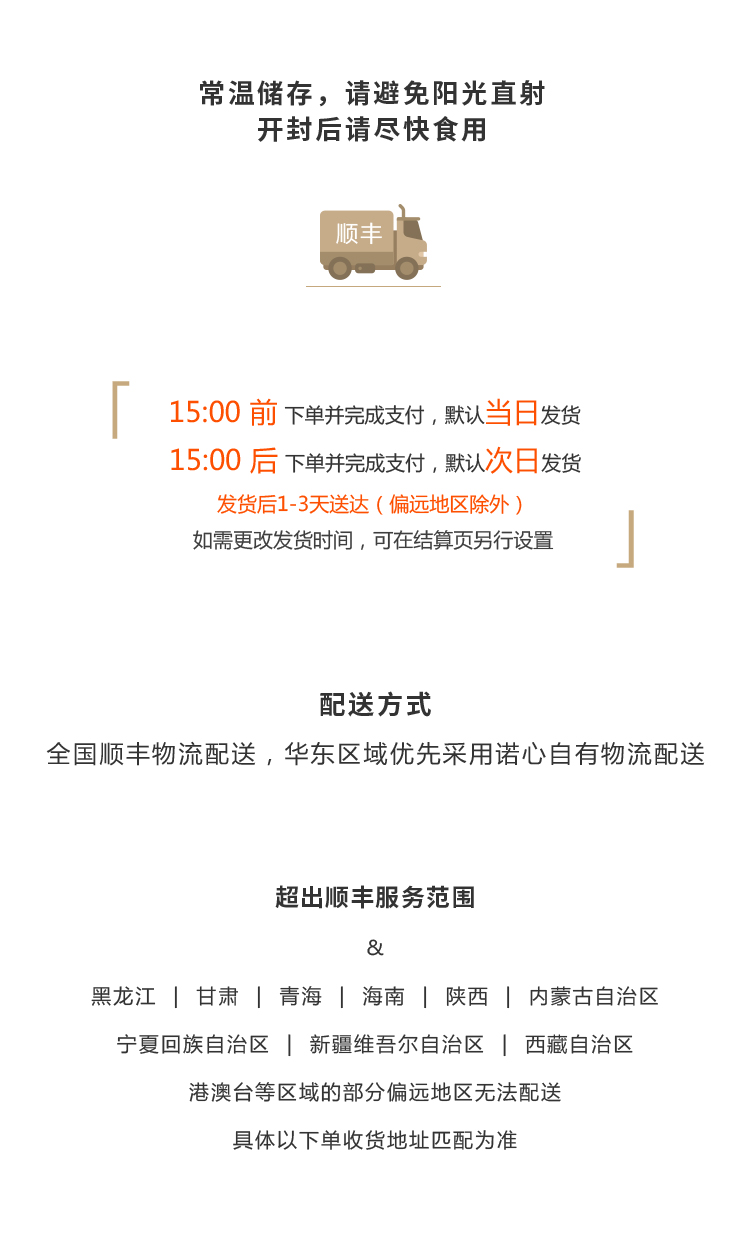 常温储存，请避免阳光直射
开封后请尽快食用
顺丰
15:00 前 下单并完成支付，默认当日发货
15:00 后 下单并完成支付，默认次日发货
发货后1-3天送达（偏远地区除外）
如需更改发货时间，可在结算页另行设置
配送方式
全国顺丰物流配送，华东区域优先采用诺心自有物流配送
超出顺丰服务范围
&
黑龙江 | 甘肃 | 青海 | 海南 | 陕西 | 内蒙古自治区
宁夏回族自治区 | 新疆维吾尔自治区 | 西藏自治区
港澳台等区域的部分偏远地区无法配送
具体以下单收货地址匹配为准